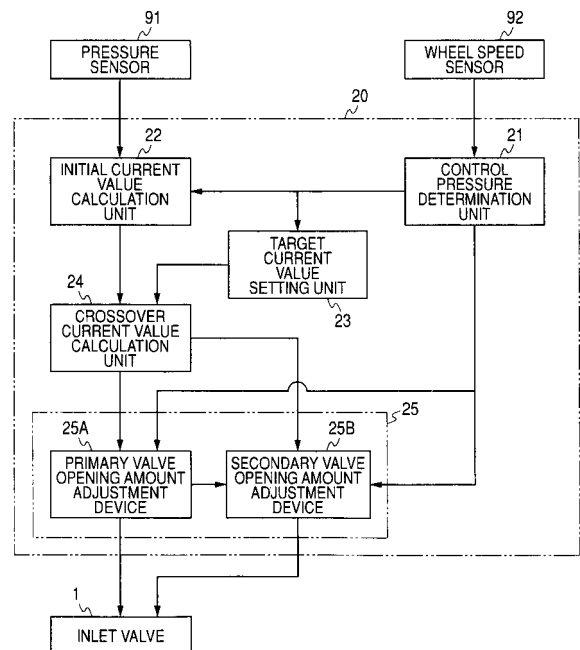 91
PRESSURE
SENSOR
92
WHEEL SPEED
SENSOR
20
22
INITIAL CURRENT
VALUE
CALCULATION
UNIT
21
CONTROL
PRESSURE
DETERMINATION
UNIT
TARGET
CURRENT
VALUE
SETTING UNIT
23
24
CROSSOVER
CURRENT VALUE
CALCULATION
UNIT
25
25A
PRIMARY VALVE
OPENING AMOUNT
ADJUSTMENT
DEVICE
25B
SECONDARY VALVE
OPENING AMOUNT
ADJUSTMENT
DEVICE
1
INLET VALVE